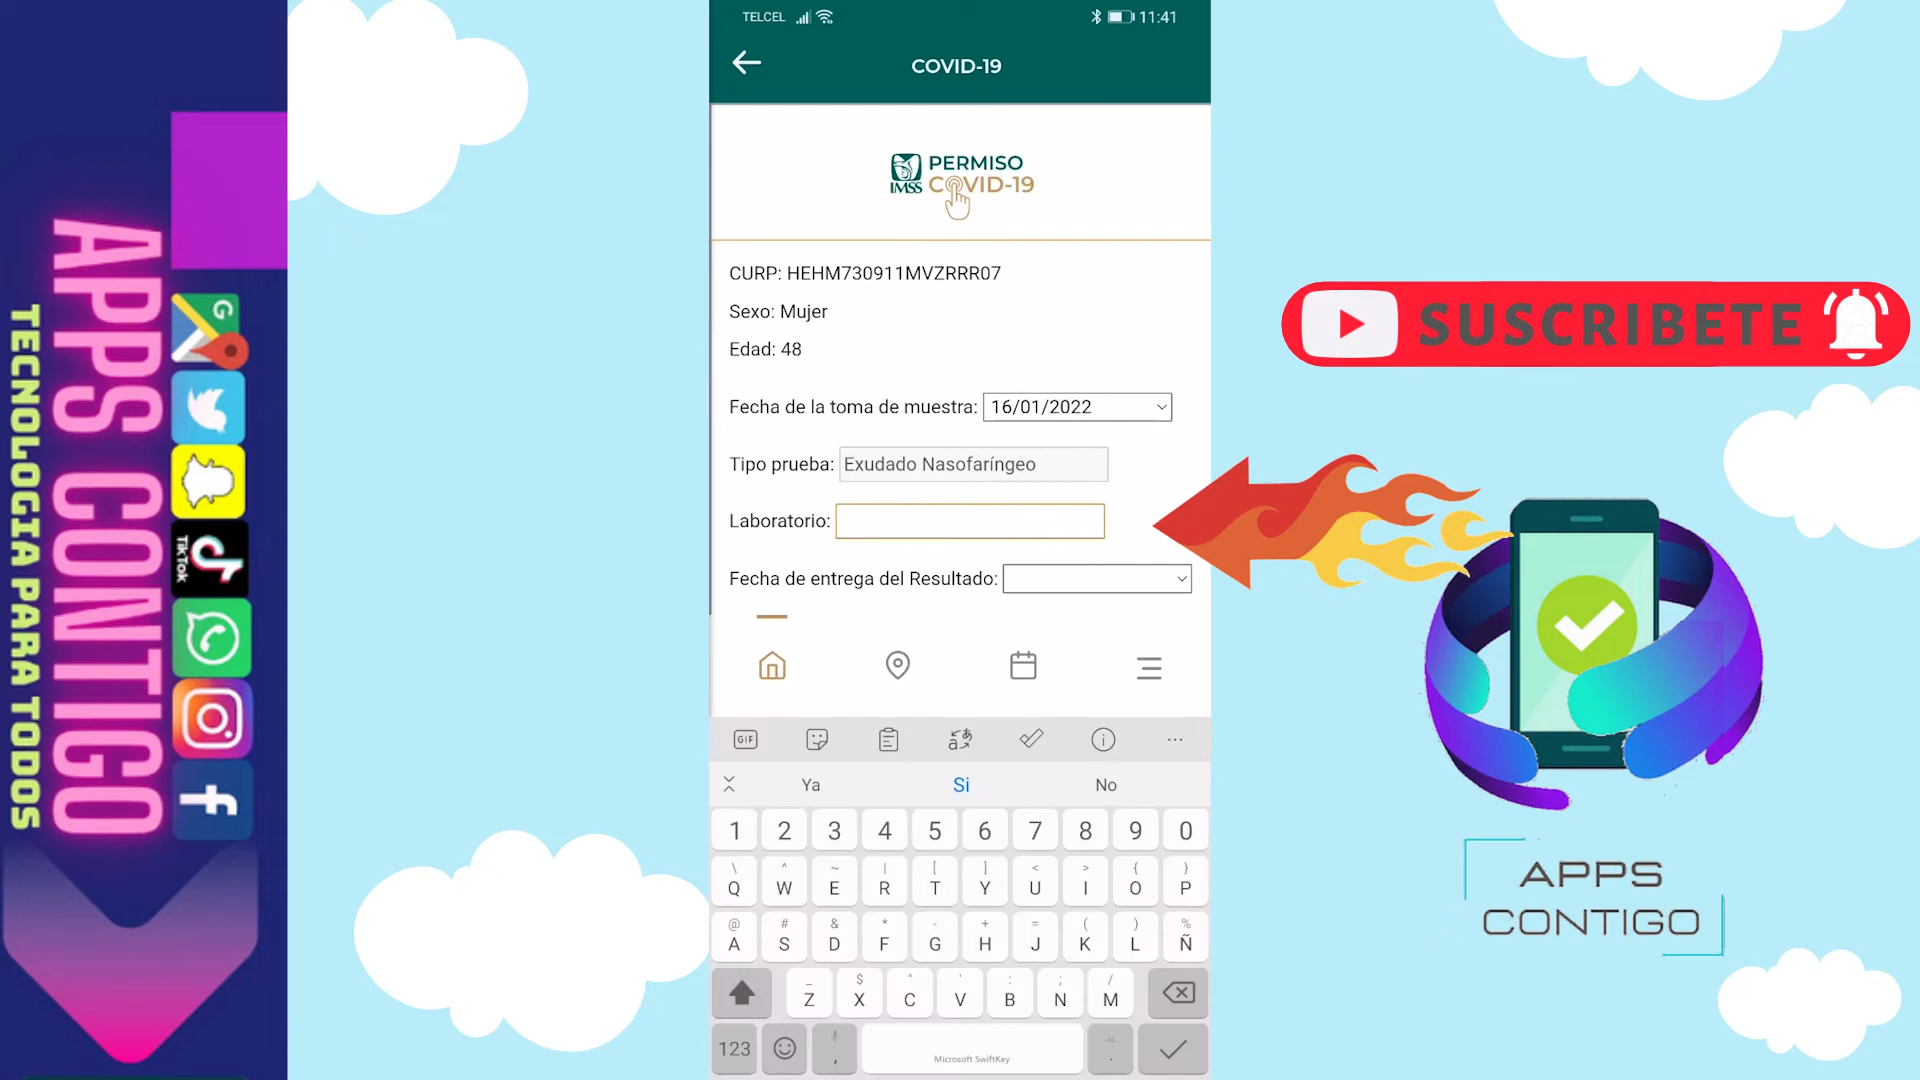 APPS CONTIGO
TECNOLOGIA PARA TODOS
G
TikTok
TELCEL
11:41
COVID-19
IMSS
PERMISO
COVID-19
CURP: HEHM730911MVZRRR07
Sexo: Mujer
Edad: 48
Fecha de la toma de muestra: 16/01/2022
Tipo prueba: Exudado Nasofaríngeo
Laboratorio:
Fecha de entrega del Resultado:
GIF
Ya Si No
1 2 3 4 5 6 7 8 9 0
\ ^ ~ | [ ] < > { }
Q W E R T Y U I O P
@ # & * - + = ( ) %
A S D F G H J K L Ñ
_ $ " ' : ; /
Z X C V B N M
123 , .
Microsoft SwiftKey
SUSCRIBETE
APPS
CONTIGO